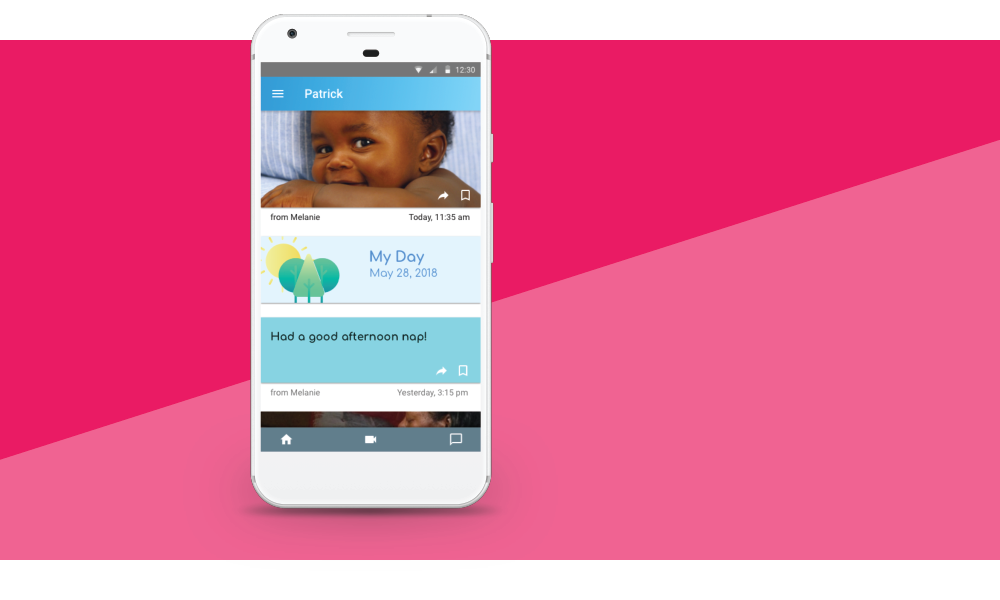 12:30
Patrick
from Melanie Today, 11:35 am
My Day
May 28, 2018
Had a good afternoon nap!
from Melanie Yesterday, 3:15 pm